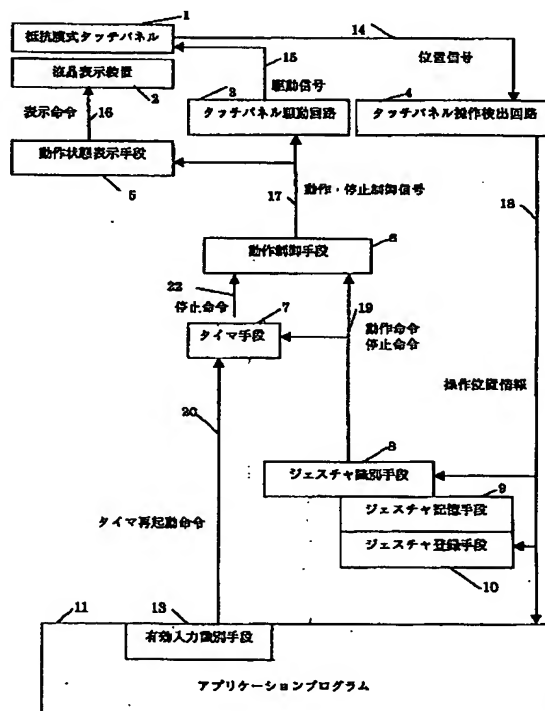 1
抵抗膜式タッチパネル
14
15
位置信号
液晶表示装置
2
駆動信号
3
4
表示命令
16
タッチパネル駆動回路
タッチパネル操作検出回路
動作状態表示手段
5
17
動作・停止制御信号
18
動作制御手段
6
22
停止命令
7
19
タイマ手段
動作命令
停止命令
操作位置情報
20
8
ジェスチャ識別手段
9
ジェスチャ記憶手段
タイマ再起動命令
ジェスチャ登録手段
10
11
13
有効入力識別手段
アプリケーションプログラム